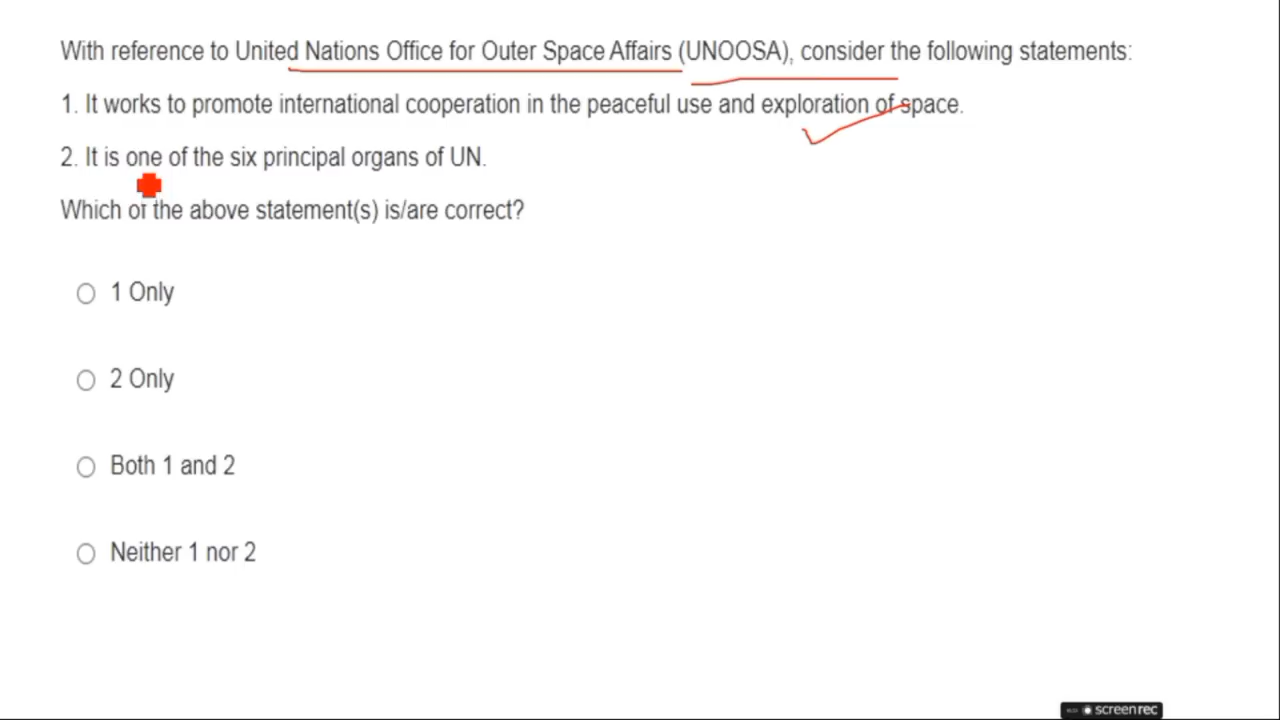 With reference to United Nations Office for Outer Space Affairs (UNOOSA), consider the following statements:
1. It works to promote international cooperation in the peaceful use and exploration of space.
2. It is one of the six principal organs of UN.
Which of the above statement(s) is/are correct?
1 Only
2 Only
Both 1 and 2
Neither 1 nor 2
screenrec